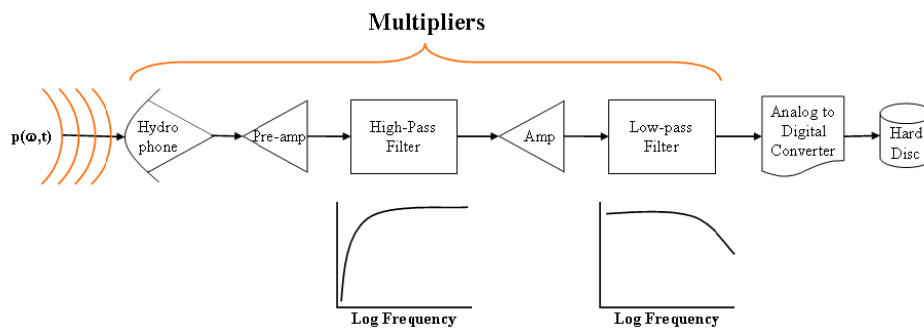 Multipliers
p(ω,t)
Hydro
phone
Pre-amp
High-Pass
Filter
Amp
Low-pass
Filter
Analog to
Digital
Converter
Hard
Disc
Log Frequency
Log Frequency